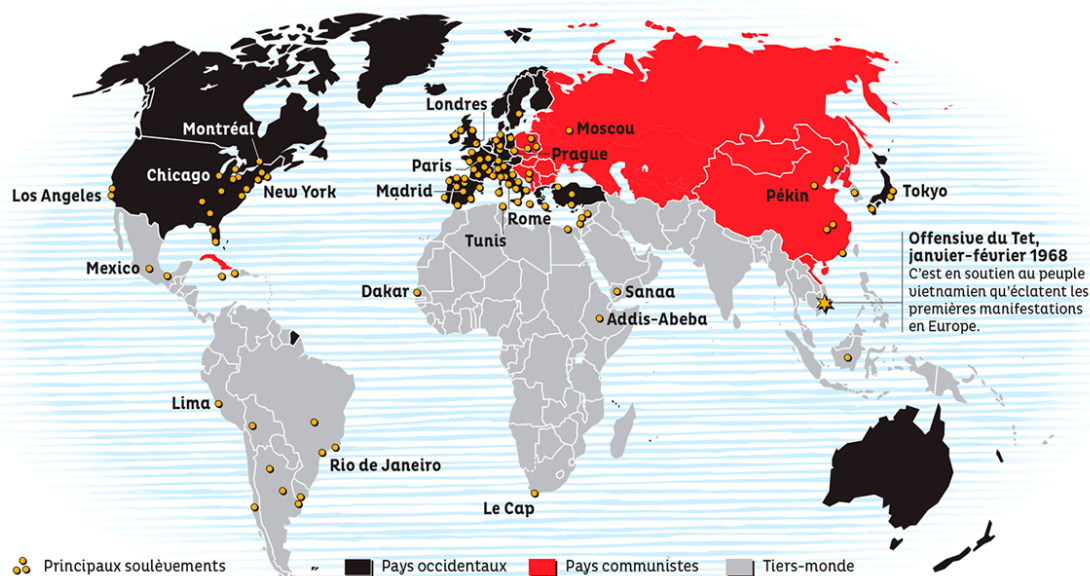 Londres
Montréal
Moscou
Prague
Chicago
Paris
Los Angeles
New York
Madrid
Pékin
Tokyo
Rome
Tunis
Offensive du Tet,
janvier-février 1968
C'est en soutien au peuple
vietnamien qu'éclatent les
premières manifestations
en Europe.
Mexico
Dakar
Sanaa
Addis-Abeba
Lima
Rio de Janeiro
Le Cap
Principaux soulèvements
Pays occidentaux
Pays communistes
Tiers-monde